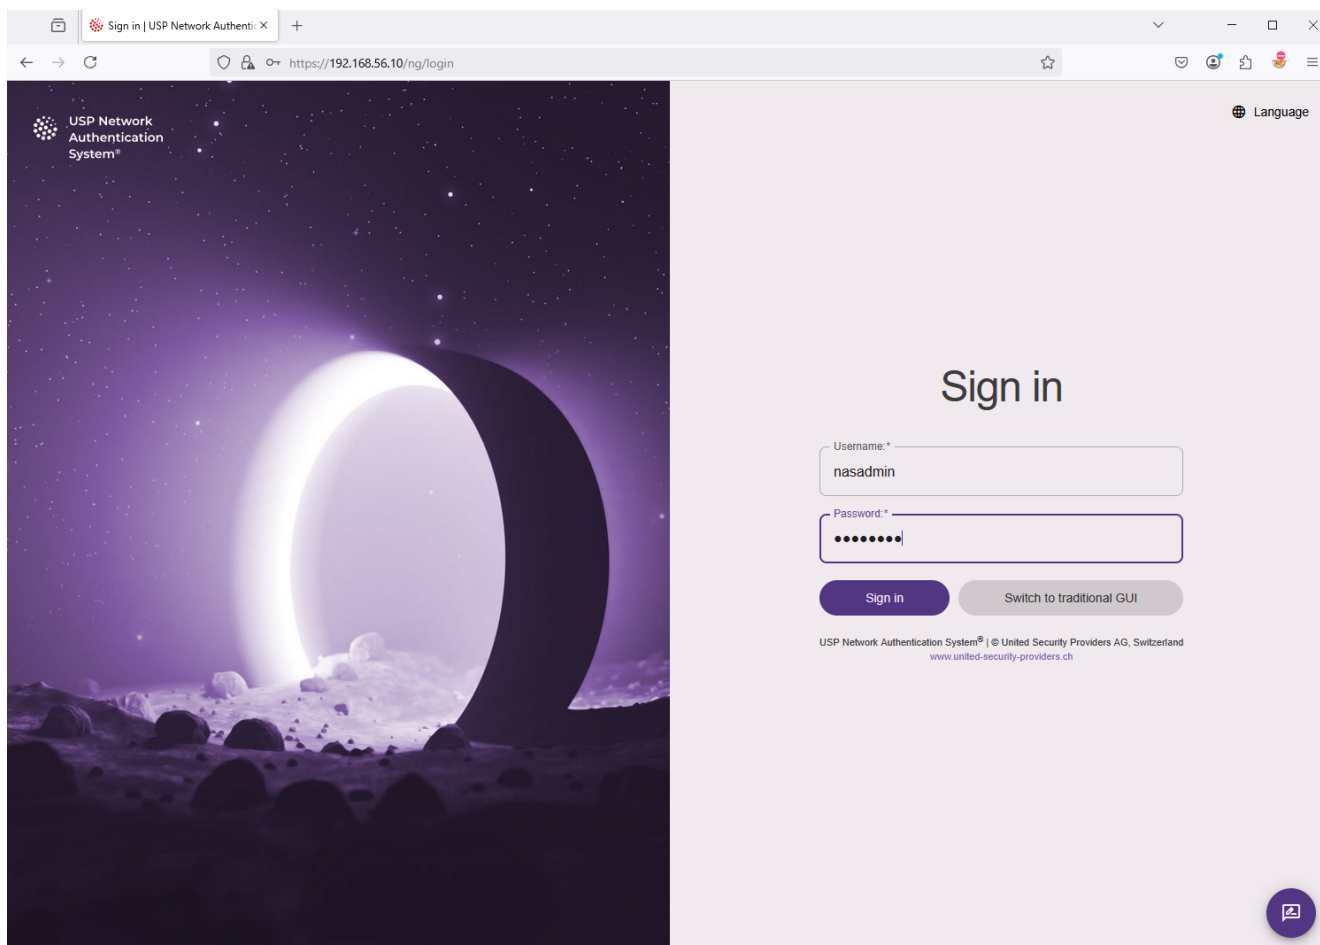 Sign in | USP Network Authentic
https://192.168.56.10/ng/login
USP Network
Authentication
System®
Language
Sign in
Username:*
nasadmin
Password:*
••••••••
Sign in
Switch to traditional GUI
USP Network Authentication System® | © United Security Providers AG, Switzerland
www.united-security-providers.ch